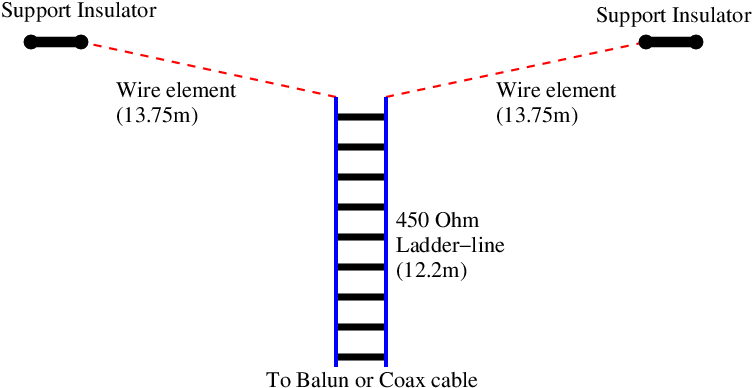 Support Insulator
Support Insulator
Wire element
(13.75m)
Wire element
(13.75m)
450 Ohm
Ladder−line
(12.2m)
To Balun or Coax cable